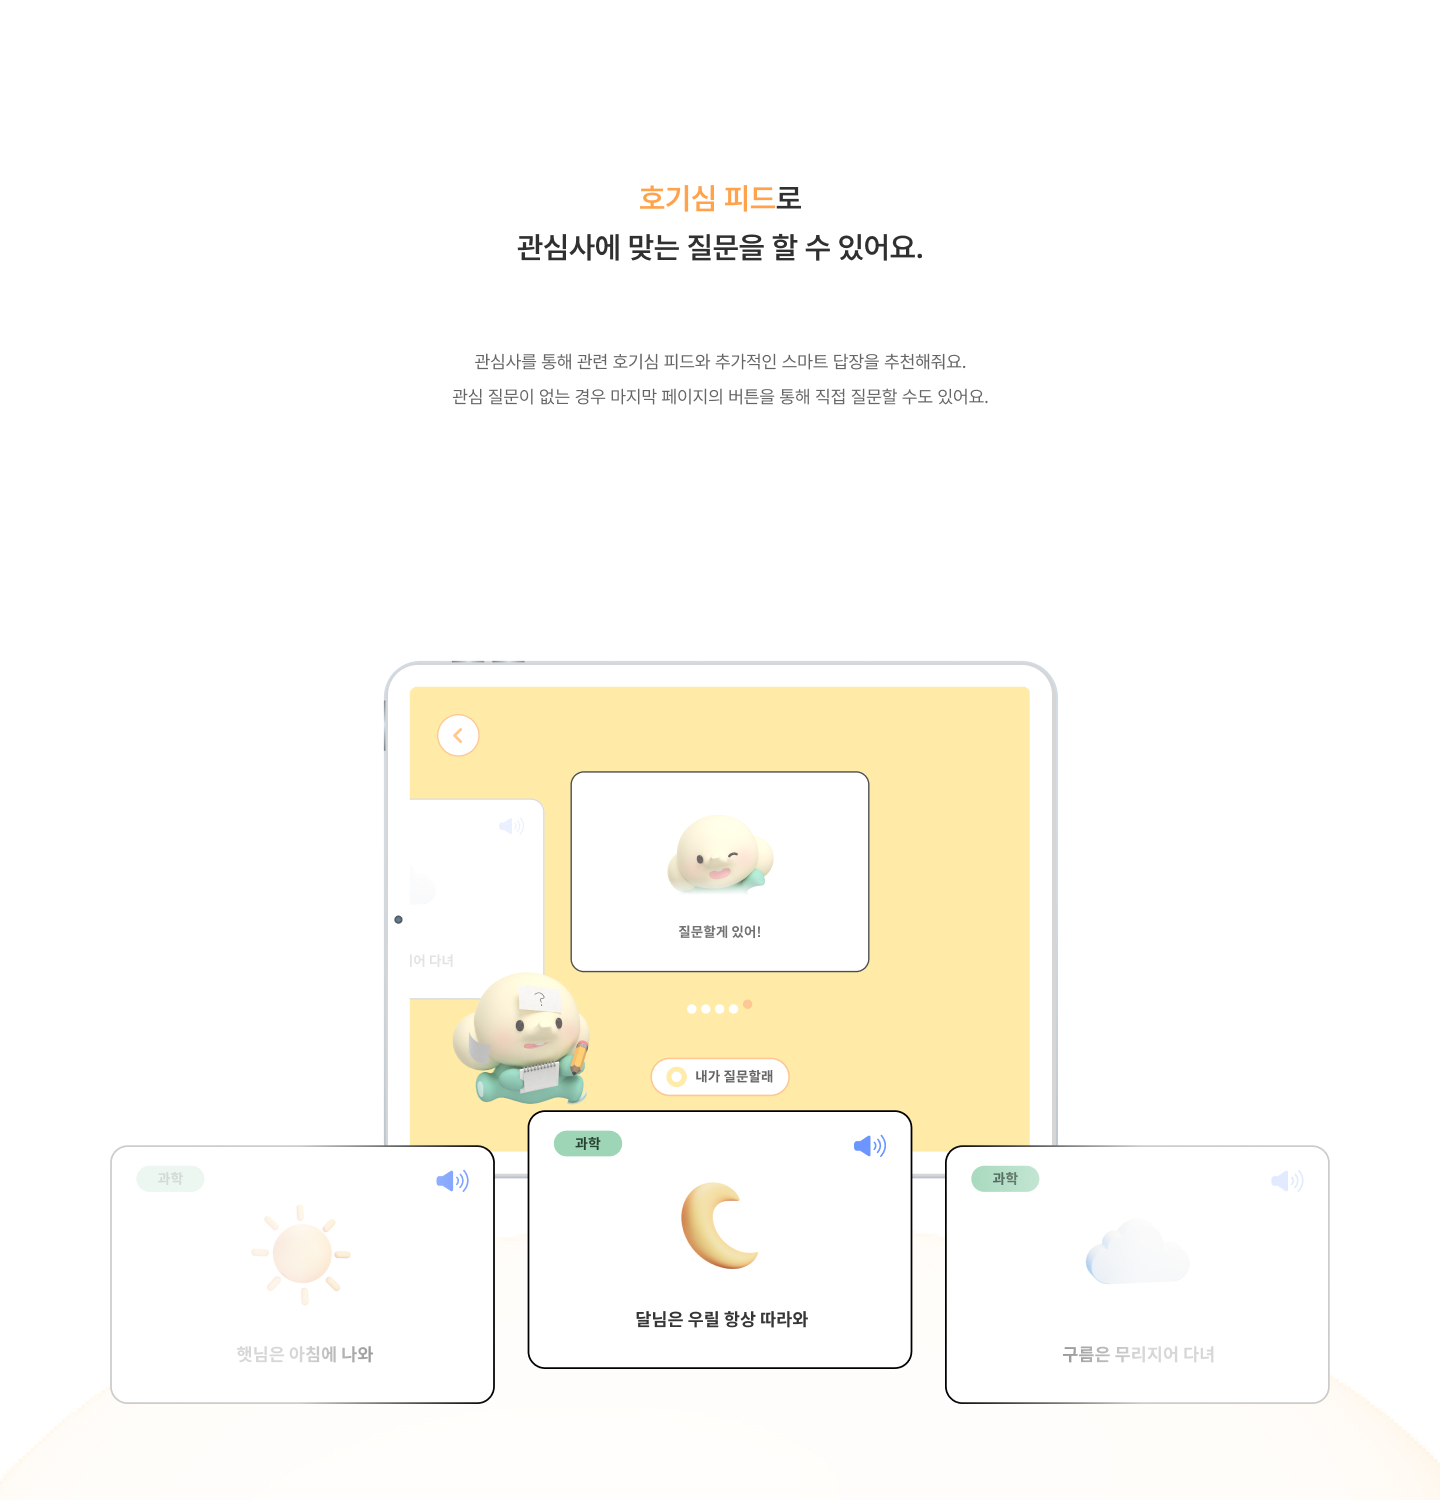 호기심 피드로
관심사에 맞는 질문을 할 수 있어요.
관심사를 통해 관련 호기심 피드와 추가적인 스마트 답장을 추천해줘요.
관심 질문이 없는 경우 마지막 페이지의 버튼을 통해 직접 질문할 수도 있어요.
질문할게 있어!
어 다녀
?
내가 질문할래
과학
햇님은 아침에 나와
과학
달님은 우릴 항상 따라와
과학
구름은 무리지어 다녀